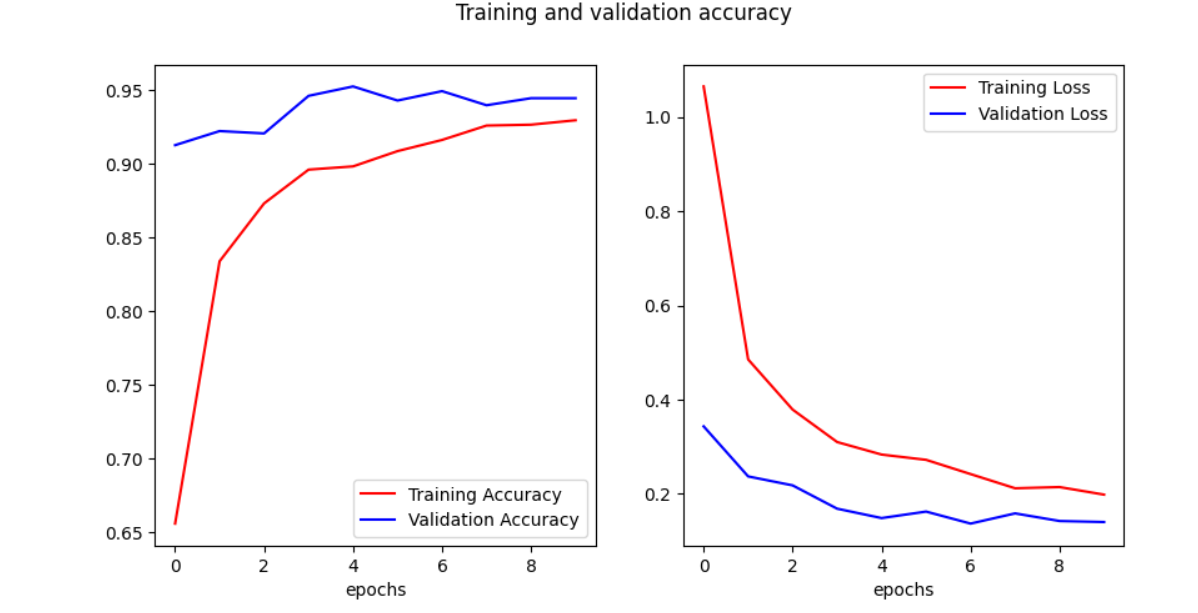 Training and validation accuracy
0.95
0.90
0.85
0.80
0.75
0.70
0.65
0 2 4 6 8
epochs
Training Accuracy
Validation Accuracy
1.0
0.8
0.6
0.4
0.2
0 2 4 6 8
epochs
Training Loss
Validation Loss